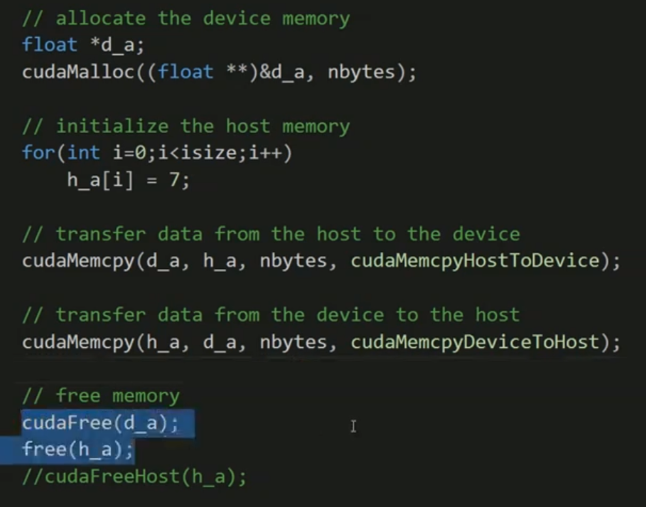 // allocate the device memory
float *d_a;
cudaMalloc((float **)&d_a, nbytes);
// initialize the host memory
for(int i=0;i<isize;i++)
h_a[i] = 7;
// transfer data from the host to the device
cudaMemcpy(d_a, h_a, nbytes, cudaMemcpyHostToDevice);
// transfer data from the device to the host
cudaMemcpy(h_a, d_a, nbytes, cudaMemcpyDeviceToHost);
// free memory
cudaFree(d_a);
free(h_a);
//cudaFreeHost(h_a);